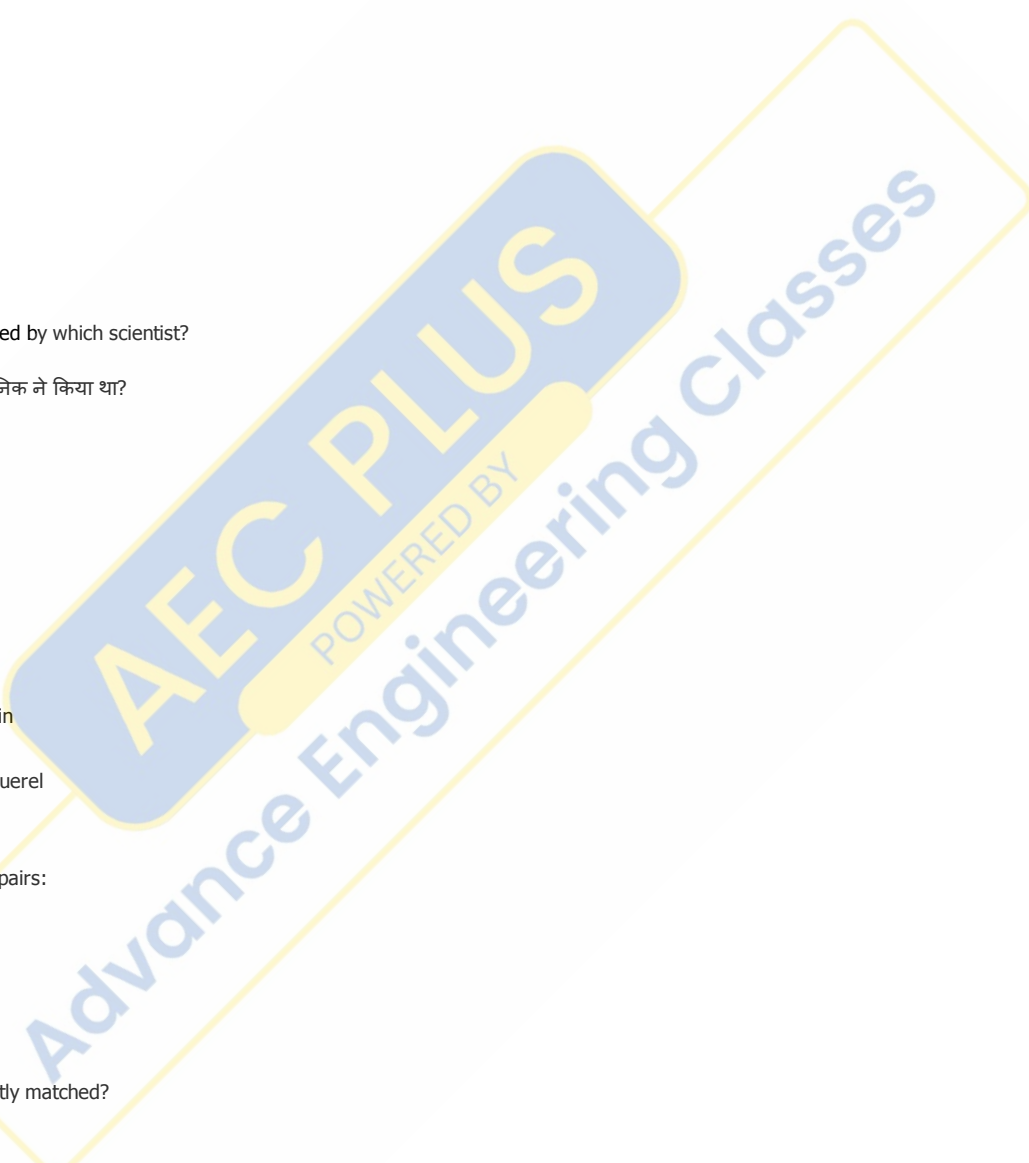 ed by which scientist?
निक ने किया था?
in
uerel
pairs:
tly matched?
AEC PLUS
POWERED BY
Advance Engineering Classes